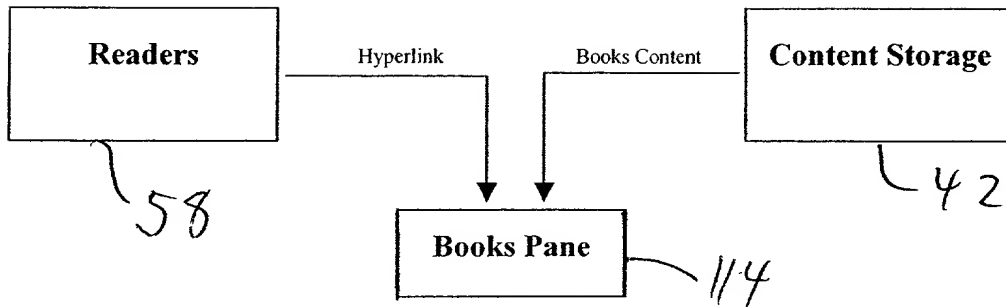 Readers
Hyperlink
Books Content
Content Storage
58
42
Books Pane
114